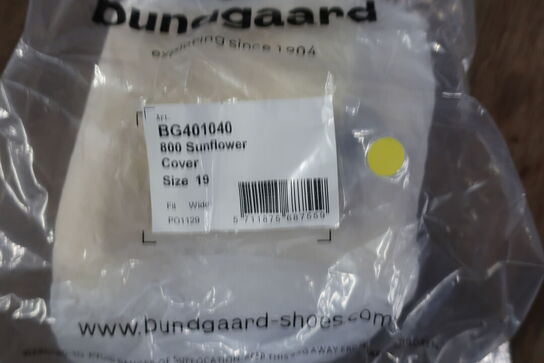 bundgaard
exploring since 1904
Art.
BG401040
800 Sunflower
Cover
Size 19
Fit Wide
PO1129
5 711875 687559
www.bundgaard-shoes.com